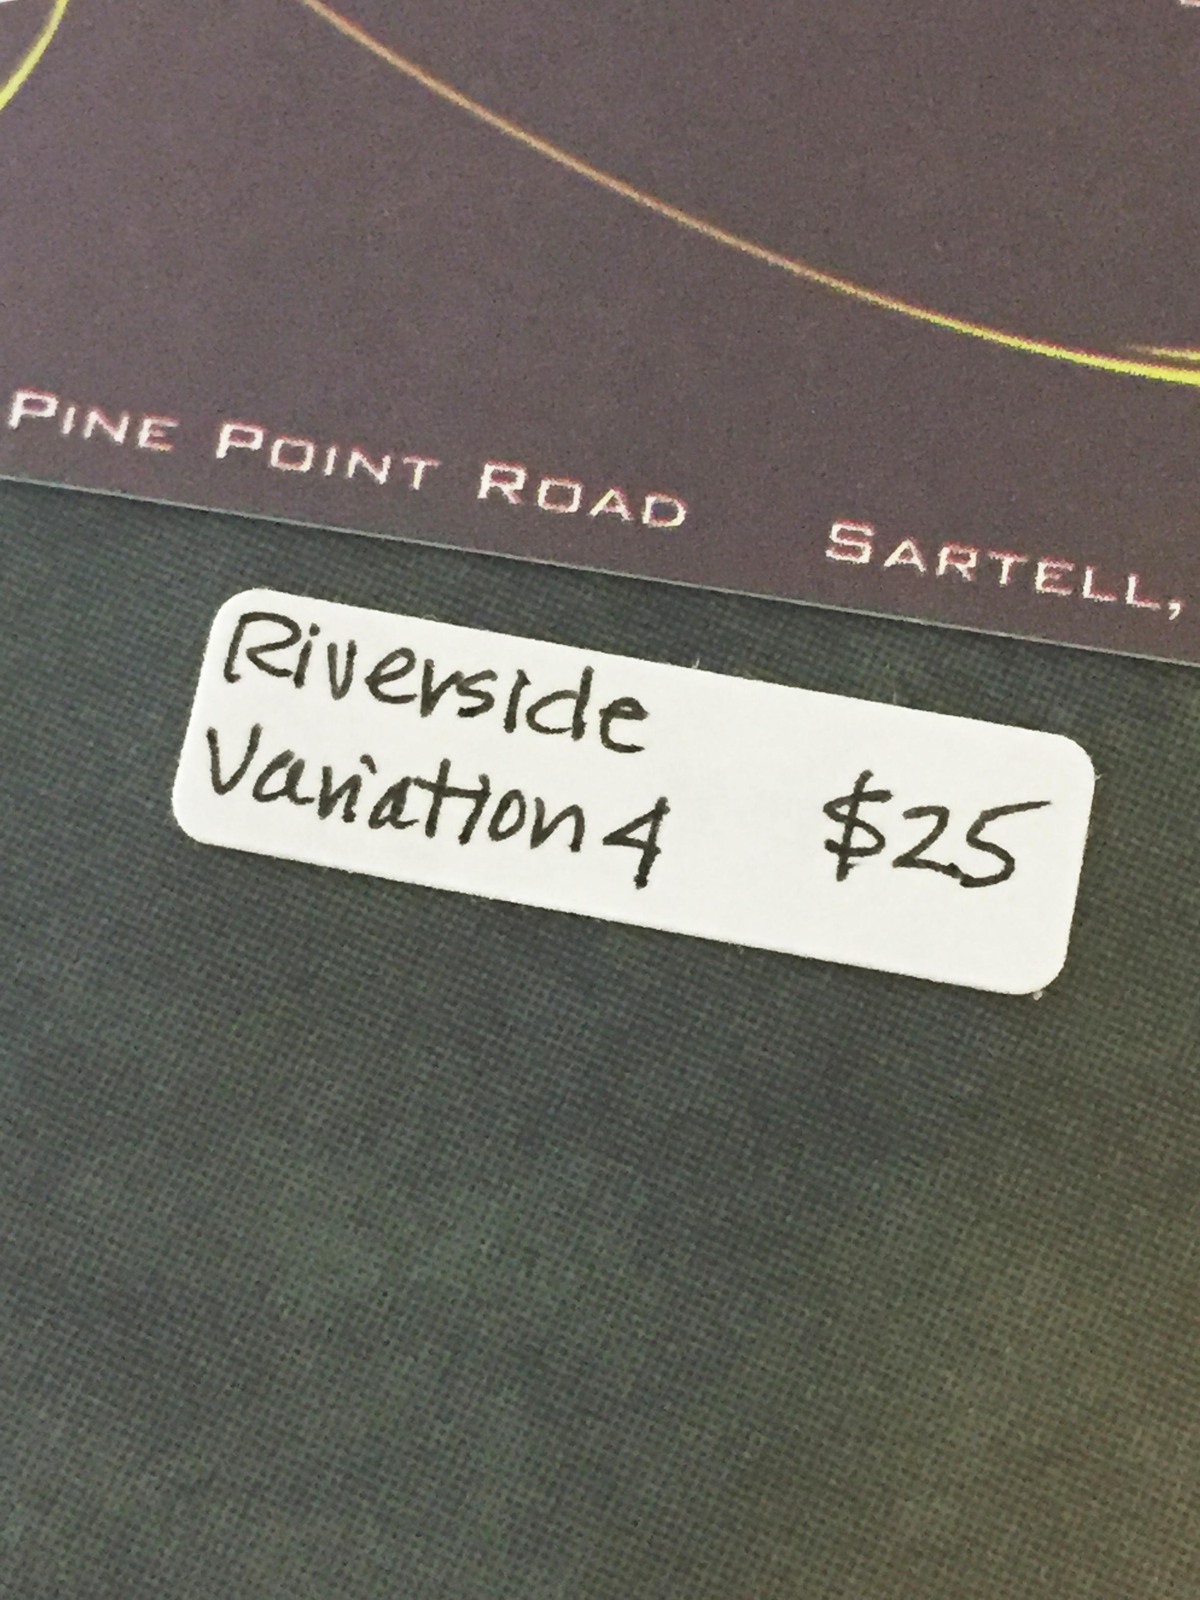 PINE POINT ROAD SARTELL,
Riverside
Variation 4 $25